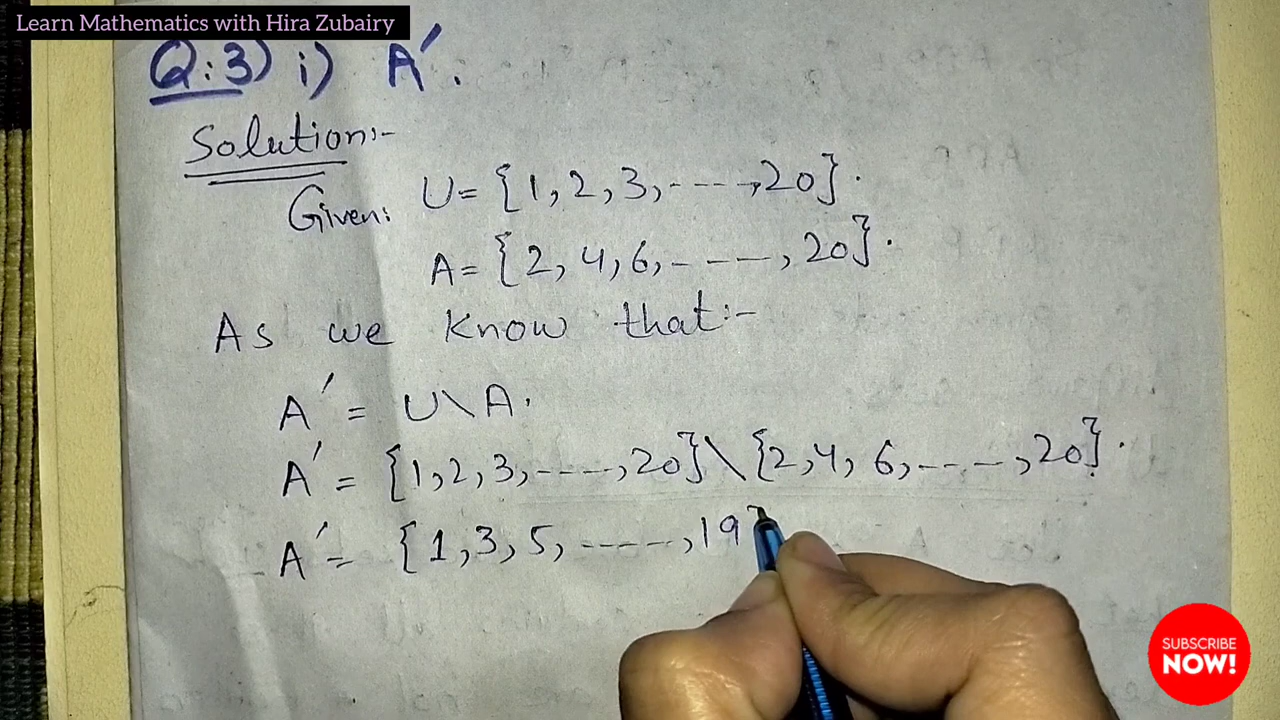 Learn Mathematics with Hira Zubairy
Q:3) i) A'.
Solution:-
Given: U= {1,2,3,-----,20}.
A= {2, 4, 6,-----, 20}.
As we know that:-
A' = U\A.
A' = {1,2,3,-----,20} \ {2,4, 6,-----,20}.
A' = {1,3,5,-----,19}
SUBSCRIBE
NOW!